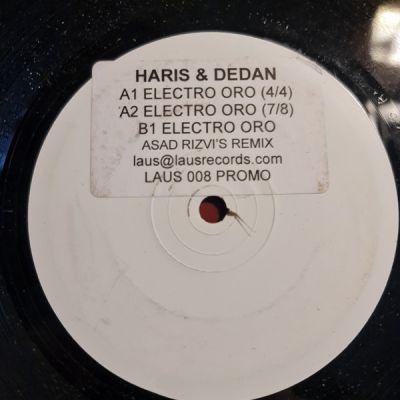 HARIS & DEDAN
A1 ELECTRO ORO (4/4)
A2 ELECTRO ORO (7/8)
B1 ELECTRO ORO
ASAD RIZVI'S REMIX
laus@lausrecords.com
LAUS 008 PROMO